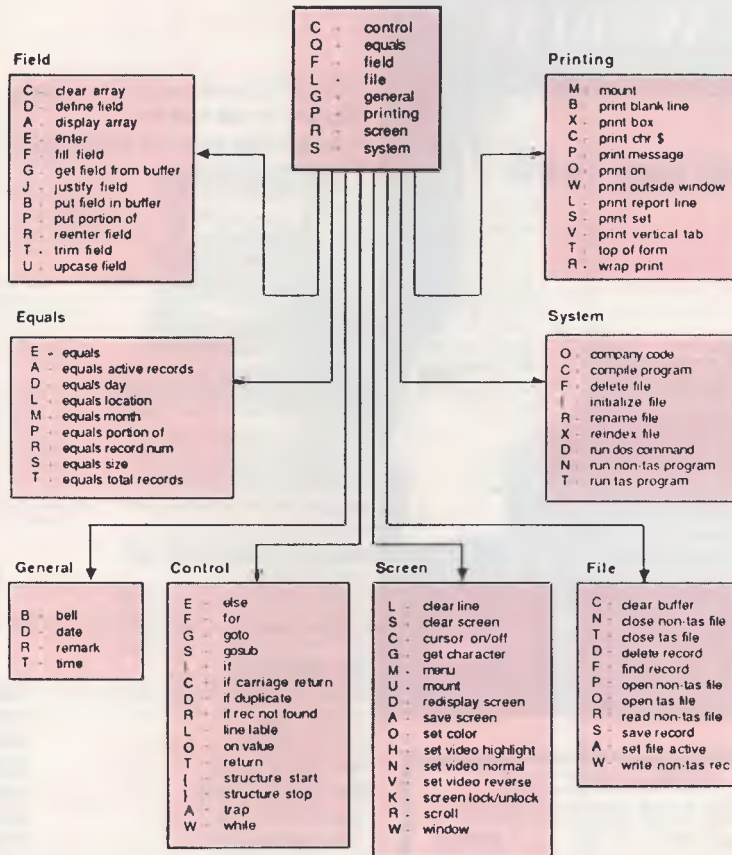 C - control
Q - equals
F - field
L - file
G - general
P - printing
R - screen
S - system
Field
C - clear array
D - define field
A - display array
E - enter
F - fill field
G - get field from buffer
J - justify field
B - put field in buffer
P - put portion of
R - reenter field
T - trim field
U - upcase field
Printing
M - mount
B - print blank line
X - print box
C - print chr $
P - print message
O - print on
W - print outside window
L - print report line
S - print set
V - print vertical tab
T - top of form
R - wrap print
Equals
E - equals
A - equals active records
D - equals day
L - equals location
M - equals month
P - equals portion of
R - equals record num
S - equals size
T - equals total records
System
O - company code
C - compile program
F - delete file
I - initialize file
R - rename file
X - reindex file
D - run dos command
N - run non-tas program
T - run tas program
General
B - bell
D - date
R - remark
T - time
Control
E - else
F - for
G - goto
S - gosub
I - if
C - if carriage return
D - if duplicate
R - if rec not found
L - line lable
O - on value
T - return
{ - structure start
} - structure stop
A - trap
W - while
Screen
L - clear line
S - clear screen
C - cursor on/off
G - get character
M - menu
U - mount
D - redisplay screen
A - save screen
O - set color
H - set video highlight
N - set video normal
V - set video reverse
K - screen lock/unlock
R - scroll
W - window
File
C - clear buffer
N - close non-tas file
T - close tas file
D - delete record
F - find record
P - open non-tas file
O - open tas file
R - read non-tas file
S - save record
A - set file active
W - write non-tas rec